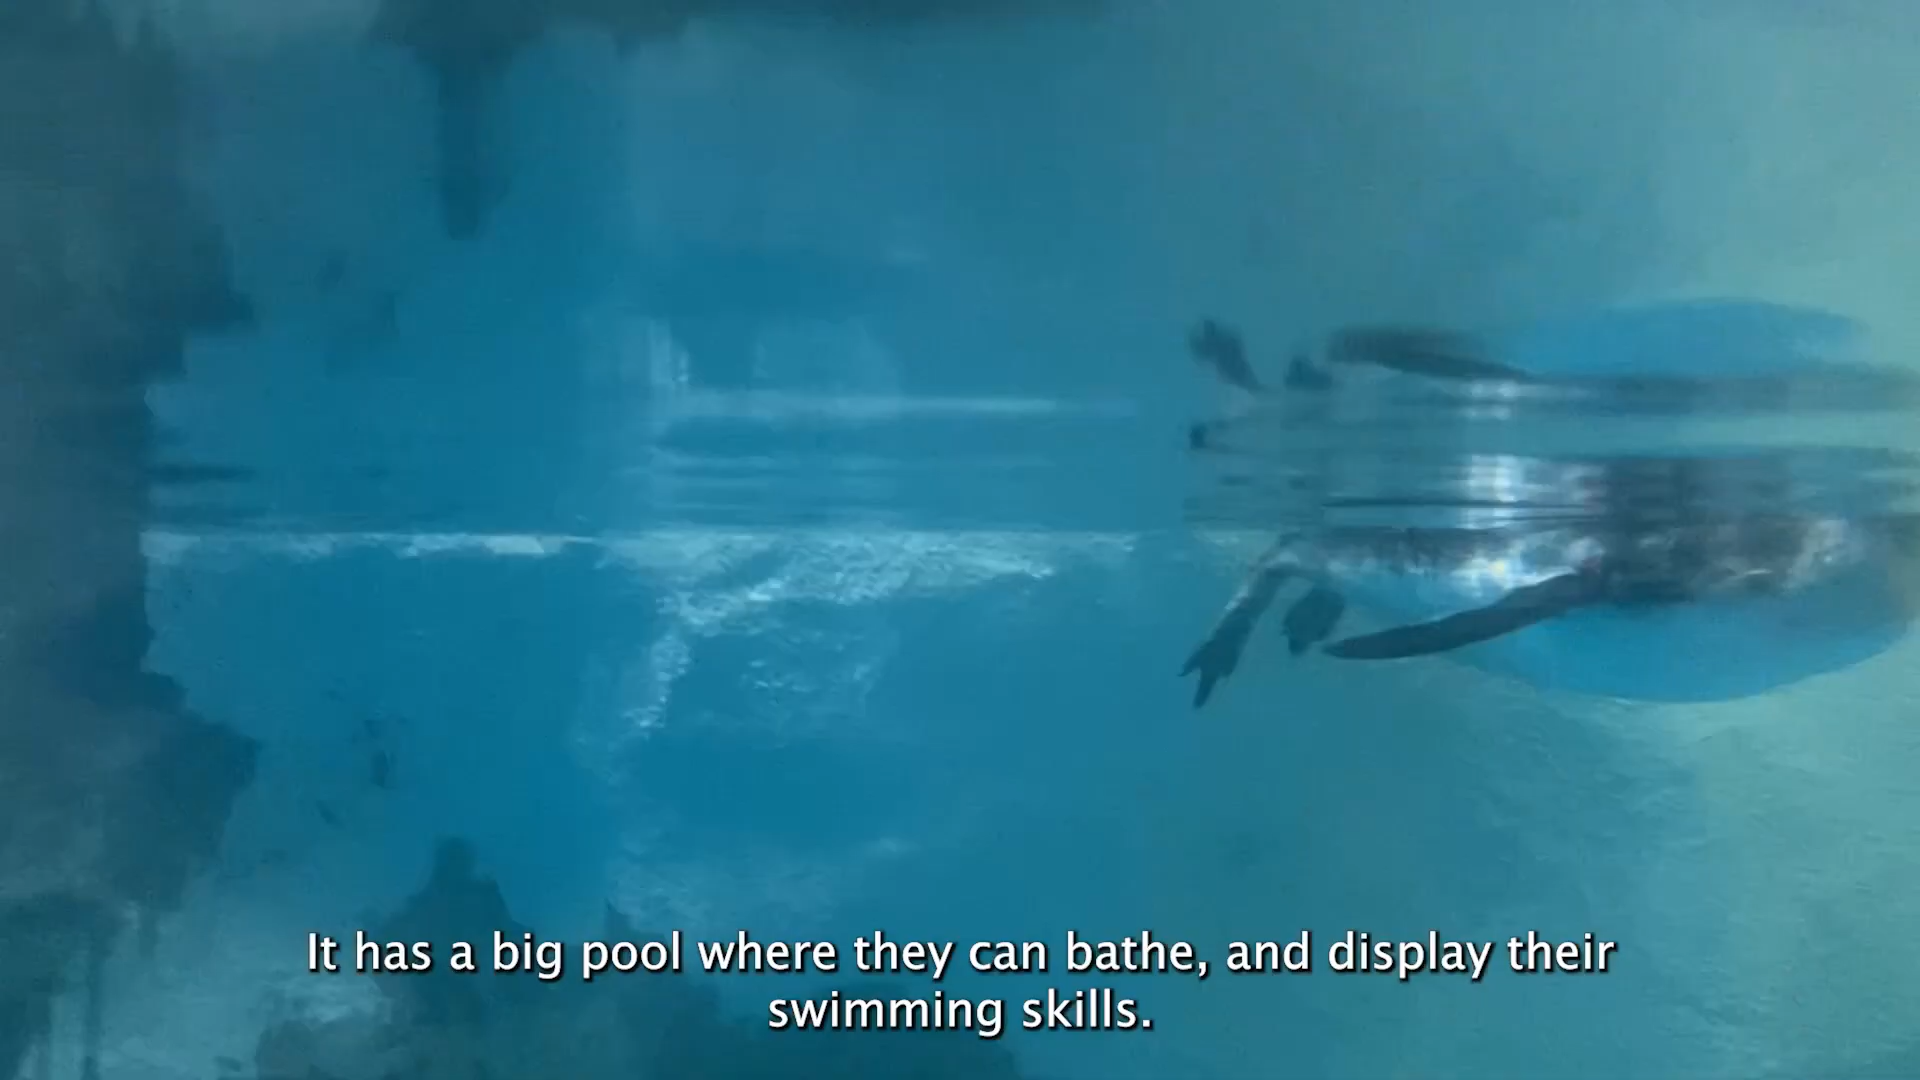 It has a big pool where they can bathe, and display their
swimming skills.